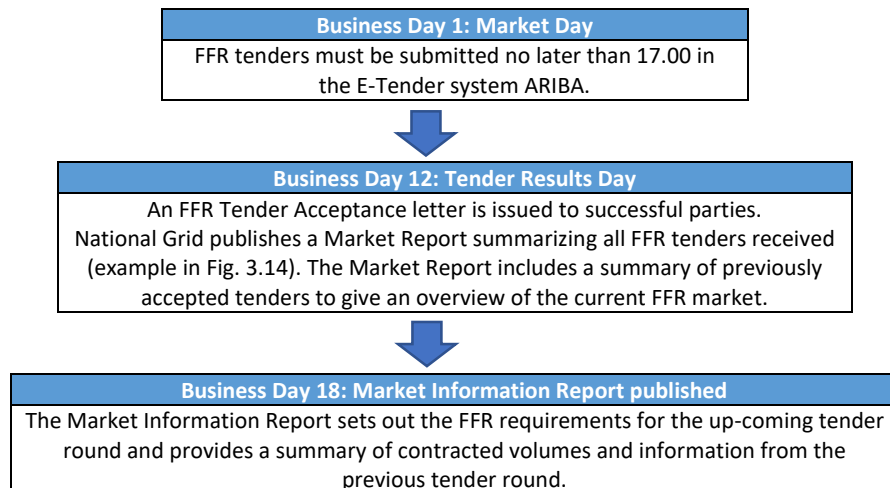 Business Day 1: Market Day
FFR tenders must be submitted no later than 17.00 in
the E-Tender system ARIBA.
Business Day 12: Tender Results Day
An FFR Tender Acceptance letter is issued to successful parties.
National Grid publishes a Market Report summarizing all FFR tenders received
(example in Fig. 3.14). The Market Report includes a summary of previously
accepted tenders to give an overview of the current FFR market.
Business Day 18: Market Information Report published
The Market Information Report sets out the FFR requirements for the up-coming tender
round and provides a summary of contracted volumes and information from the
previous tender round.